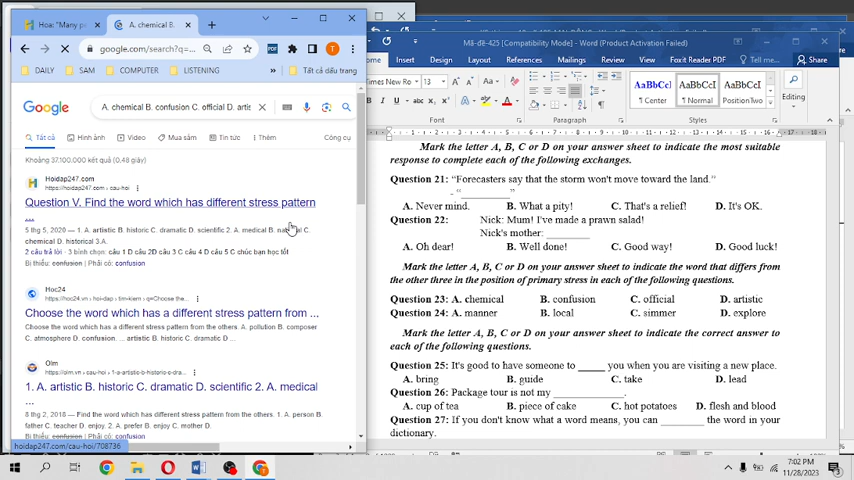 Hoa: "Many p
A. chemical B.
google.com/search?q=...
DAILY
SAM
COMPUTER
LISTENING
»
Tất cả dấu trang
Google
A. chemical B. confusion C. official D. artis
Tất cả
Hình ảnh
Video
Mua sắm
Tin tức
Thêm
Công cụ
Khoảng 37.100.000 kết quả (0,48 giây)
Hoidap247.com
https://hoidap247.com › cau-hoi
Question V. Find the word which has different stress pattern
...
5 thg 5, 2020 — 1. A. artistic B. historic C. dramatic D. scientific 2. A. medical B. C.
chemical D. historical 3.A.
2 câu trả lời · 3 bình chọn: câu 1 D câu 2D câu 3 C câu 4 D câu 5 C chúc bạn học tốt
Bị thiếu: confusion | Phải có: confusion
Hoc24
https://hoc24.vn › hoi-dap › tim-kiem › q=Choose the...
Choose the word which has a different stress pattern from ...
Choose the word which has a different stress pattern from the others. A. pollution B. composer
C. atmosphere D. confusion. ... artistic B. historic C. dramatic D ...
Olm
https://olm.vn › cau-hoi › 1-a-artistic-b-historic-c-dra...
1. A. artistic B. historic C. dramatic D. scientific 2. A. medical
...
8 thg 2, 2018 — Find the word which has different stress pattern from the others. 1. A. person B.
father C. teacher D. enjoy. 2. A. prefer B. enjoy C. mother D.
Bị thiếu: confusion | Phải có: confusion
hoidap247.com/cau-hoi/708736
Mã-đề-425 [Compatibility Mode] - Word (Product Activation Failed)
Home
Insert
Design
Layout
References
Mailings
Share
Times New Ro
13
B I U
AaBbCc(
AaBbCcI
AaBbCcI
¶ Center
¶ Normal
PositionTwo
Editing
Font
Paragraph
Styles
Mark the letter A, B, C or D on your answer sheet to indicate the most suitable
response to complete each of the following exchanges.
Question 21: "Forecasters say that the storm won't move toward the land."
- "__________"
A. Never mind. B. What a pity! C. That's a relief! D. It's OK.
Question 22: Nick: Mum! I've made a prawn salad!
Nick's mother: ________
A. Oh dear! B. Well done! C. Good way! D. Good luck!
Mark the letter A, B, C or D on your answer sheet to indicate the word that differs from
the other three in the position of primary stress in each of the following questions.
Question 23: A. chemical B. confusion C. official D. artistic
Question 24: A. manner B. local C. simmer D. explore
Mark the letter A, B, C or D on your answer sheet to indicate the correct answer to
each of the following questions.
Question 25: It's good to have someone to _____ you when you are visiting a new place.
A. bring B. guide C. take D. lead
Question 26: Package tour is not my _____________.
A. cup of tea B. piece of cake C. hot potatoes D. flesh and blood
Question 27: If you don't know what a word means, you can ________ the word in your
dictionary.
7:02 PM
11/28/2023